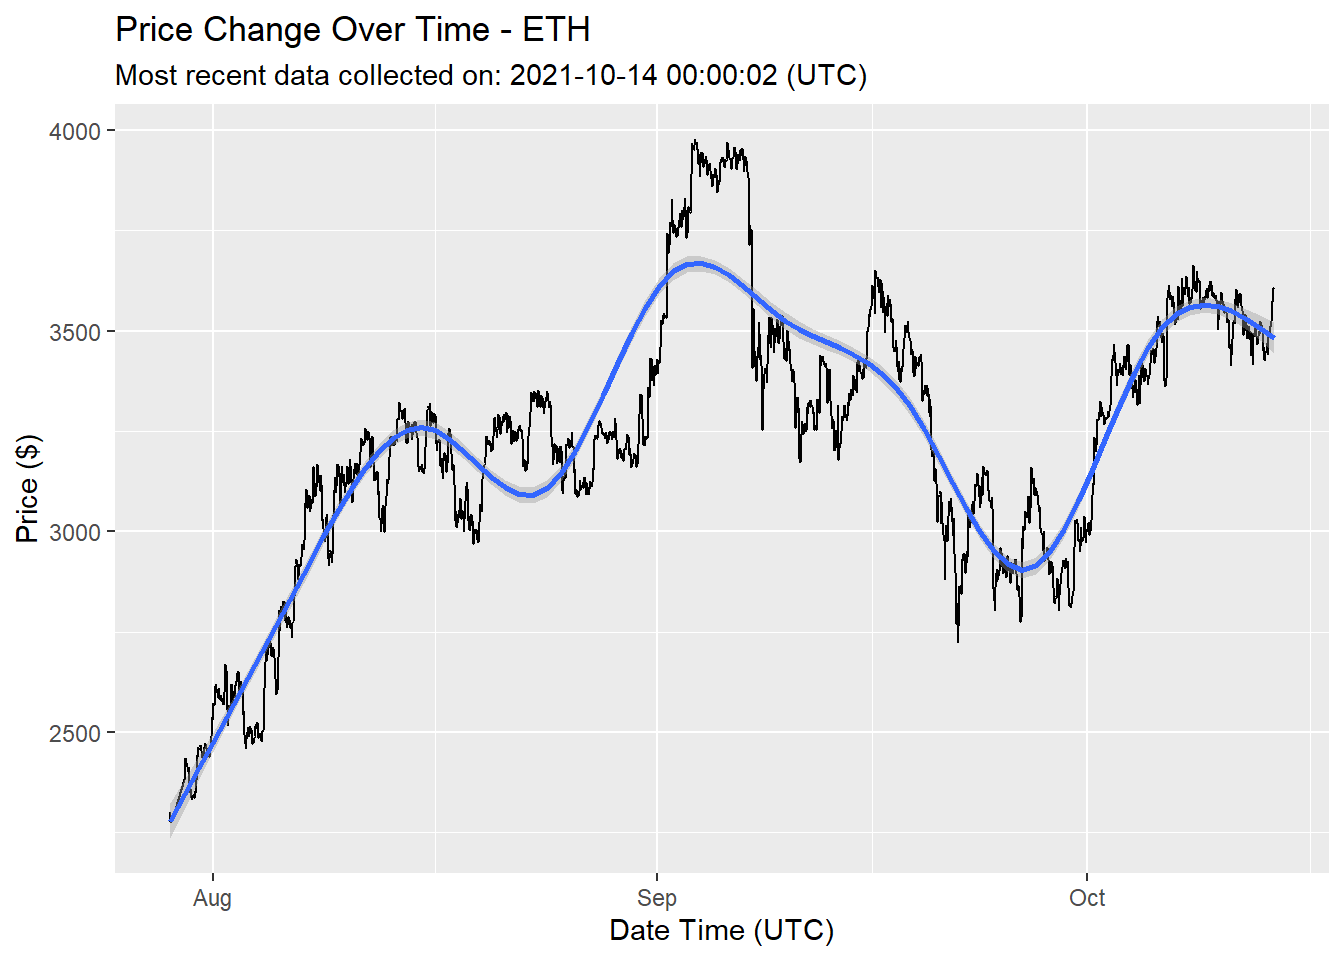 Price Change Over Time - ETH
Most recent data collected on: 2021-10-14 00:00:02 (UTC)
4000
3500
3000
2500
Price ($)
Aug
Sep
Oct
Date Time (UTC)